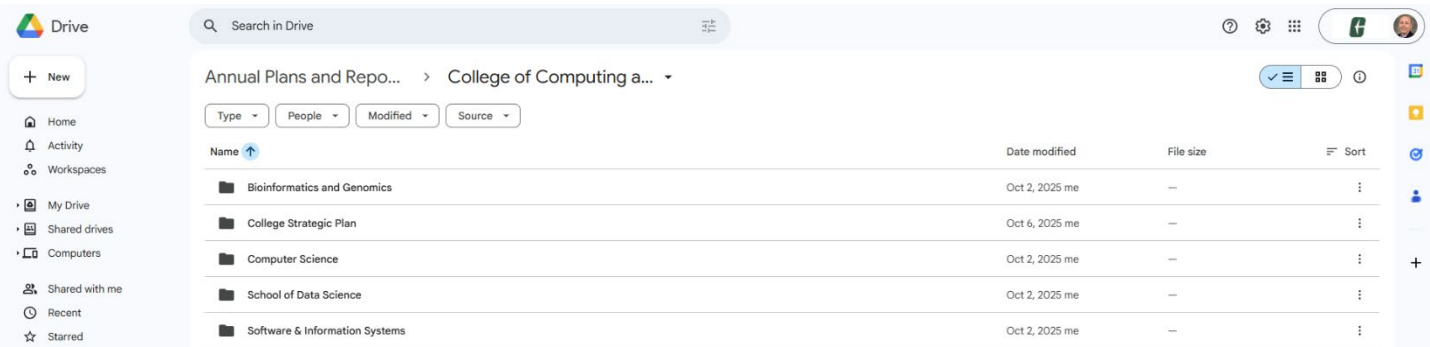 Drive
Search in Drive
New
Home
Activity
Workspaces
My Drive
Shared drives
Computers
Shared with me
Recent
Starred
Annual Plans and Repo... > College of Computing a...
Type People Modified Source
Name Date modified File size Sort
Bioinformatics and Genomics Oct 2, 2025 me —
College Strategic Plan Oct 6, 2025 me —
Computer Science Oct 2, 2025 me —
School of Data Science Oct 2, 2025 me —
Software & Information Systems Oct 2, 2025 me —
31